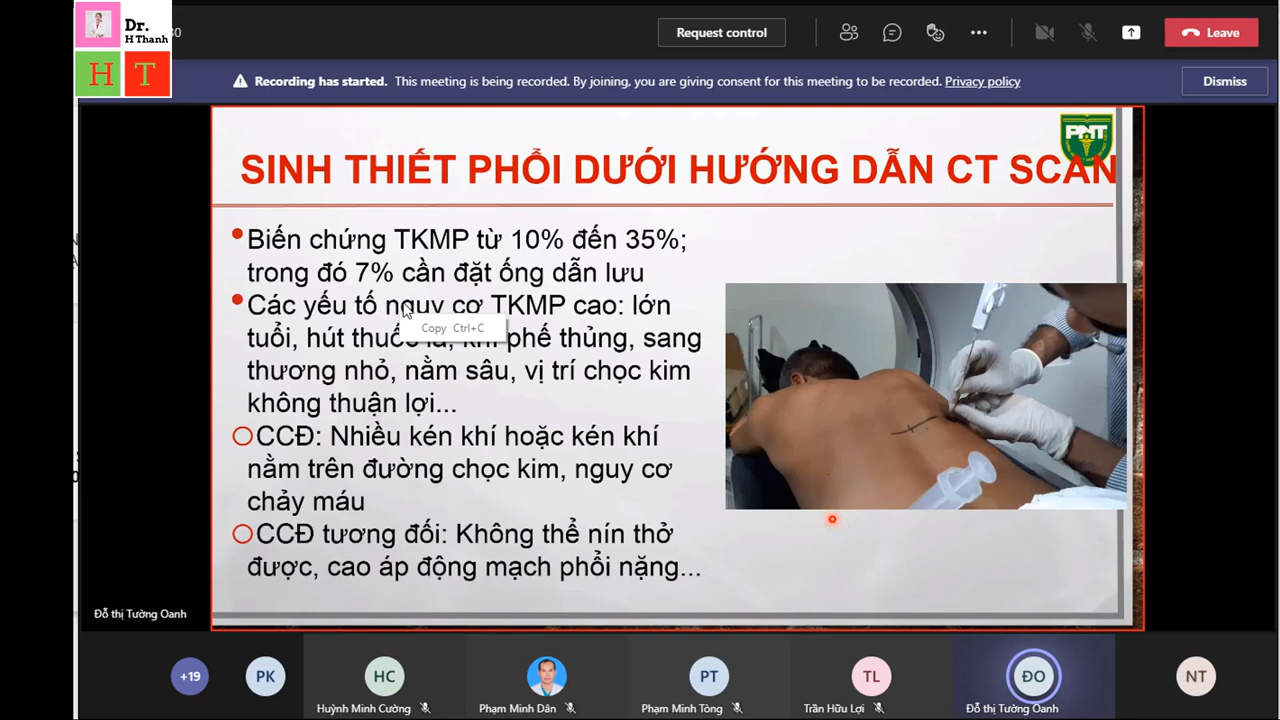 Dr.
H Thanh
H T
30
Request control
Leave
Recording has started. This meeting is being recorded. By joining, you are giving consent for this meeting to be recorded. Privacy policy
Dismiss
PNT
SINH THIẾT PHỔI DƯỚI HƯỚNG DẪN CT SCAN
Biến chứng TKMP từ 10% đến 35%;
trong đó 7% cần đặt ống dẫn lưu
Các yếu tố nguy cơ TKMP cao: lớn
Copy Ctrl+C
tuổi, hút thuốc lá, khí phế thủng, sang
thương nhỏ, nằm sâu, vị trí chọc kim
không thuận lợi...
CCĐ: Nhiều kén khí hoặc kén khí
nằm trên đường chọc kim, nguy cơ
chảy máu
CCĐ tương đối: Không thể nín thở
được, cao áp động mạch phổi nặng...
Đỗ thị Tường Oanh
+19
PK
HC
PT
TL
ĐO
NT
Huỳnh Minh Cường
Phạm Minh Dân
Phạm Minh Tòng
Trần Hữu Lợi
Đỗ thị Tường Oanh